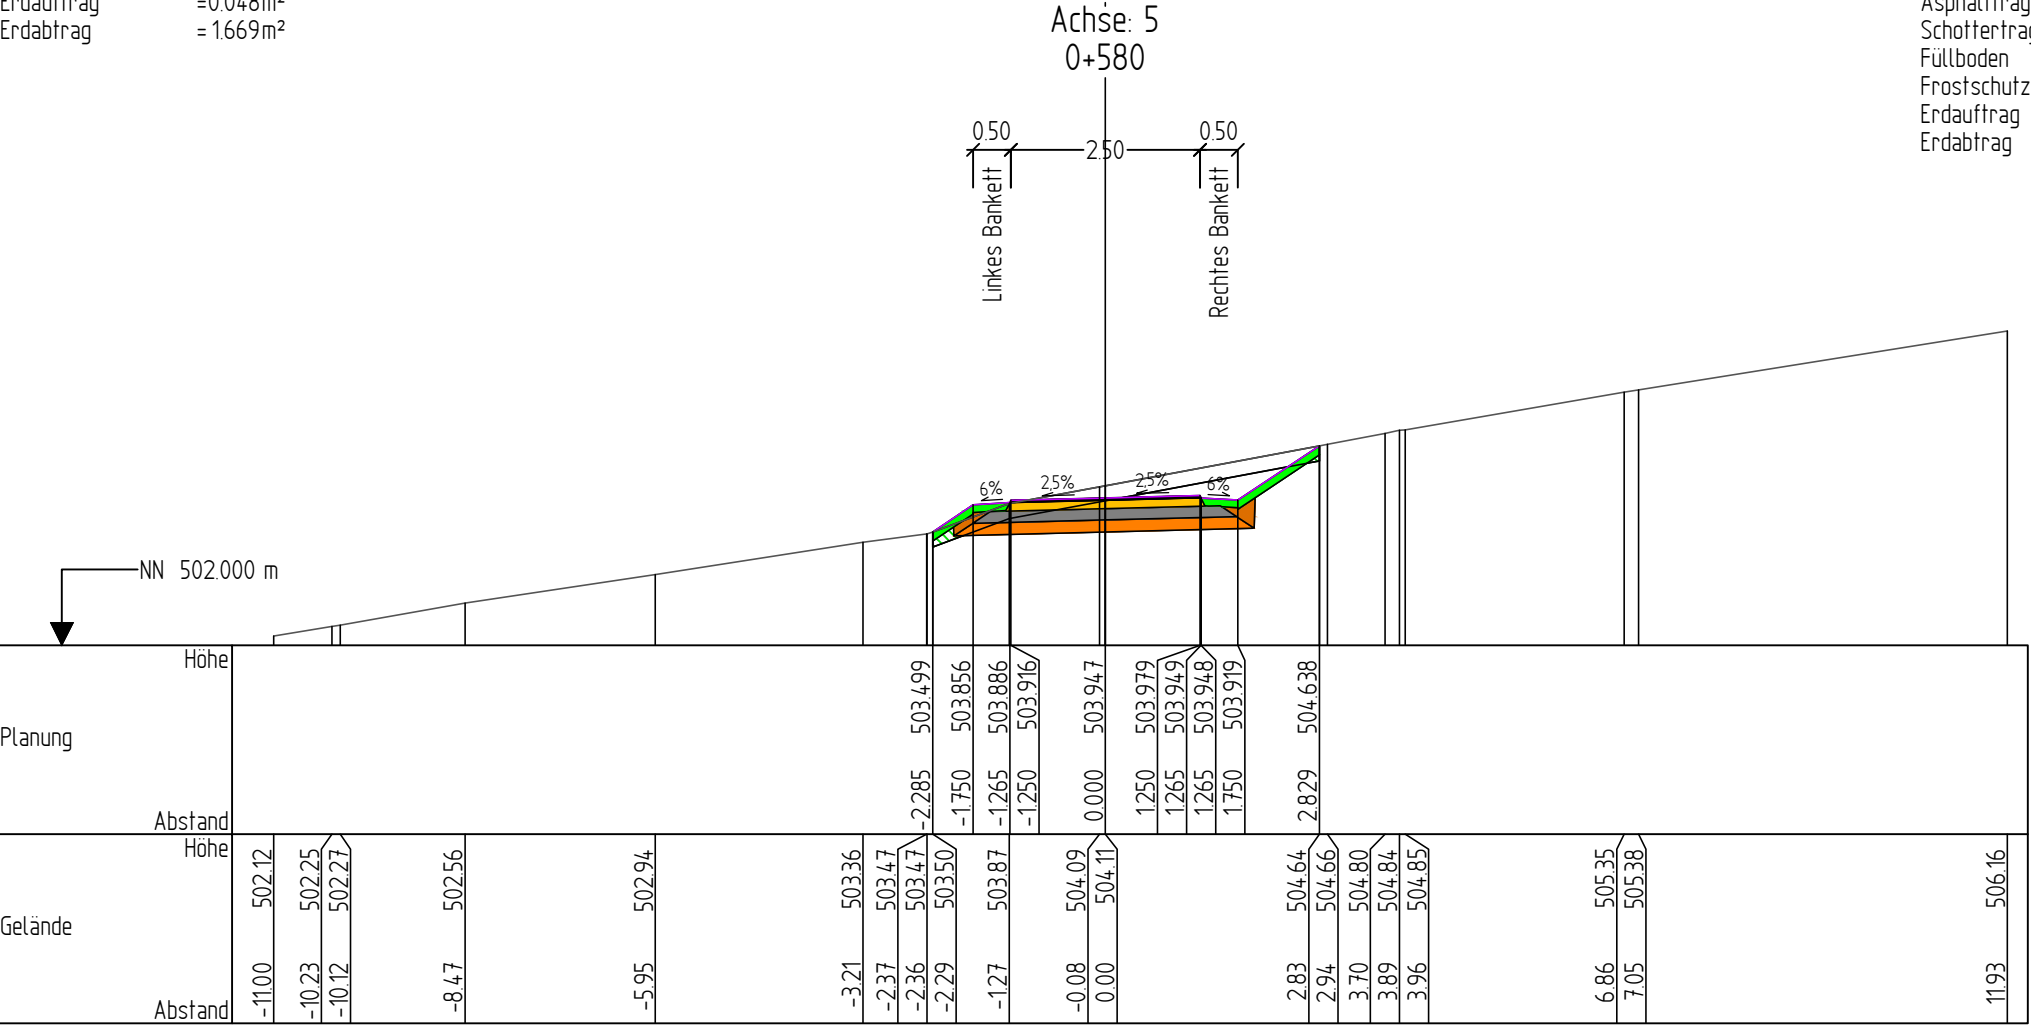 Erdauftrag =0.048m²
Erdabtrag =1.669m²
Achse: 5
0+580
Schottertrag
Füllboden
Frostschutz
Erdauftrag
Erdabtrag
0.50 2.50 0.50
Linkes Bankett
Rechtes Bankett
6% 2,5% 2,5% 6%
NN 502.000 m
Planung
Höhe
503.499 503.856 503.886 503.916 503.947 503.979 503.949 503.948 503.919 504.638
Abstand
-2.285 -1.750 -1.265 -1.250 0.000 1.250 1.265 1.265 1.750 2.829
Gelände
Höhe
502.12 502.25 502.27 502.56 502.94 503.36 503.47 503.47 503.50 503.87 504.09 504.11 504.64 504.66 504.80 504.84 504.85 505.35 505.38 506.16
Abstand
-11.00 -10.23 -10.12 -8.47 -5.95 -3.21 -2.37 -2.36 -2.29 -1.27 -0.08 0.00 2.83 2.94 3.70 3.89 3.96 6.86 7.05 11.93